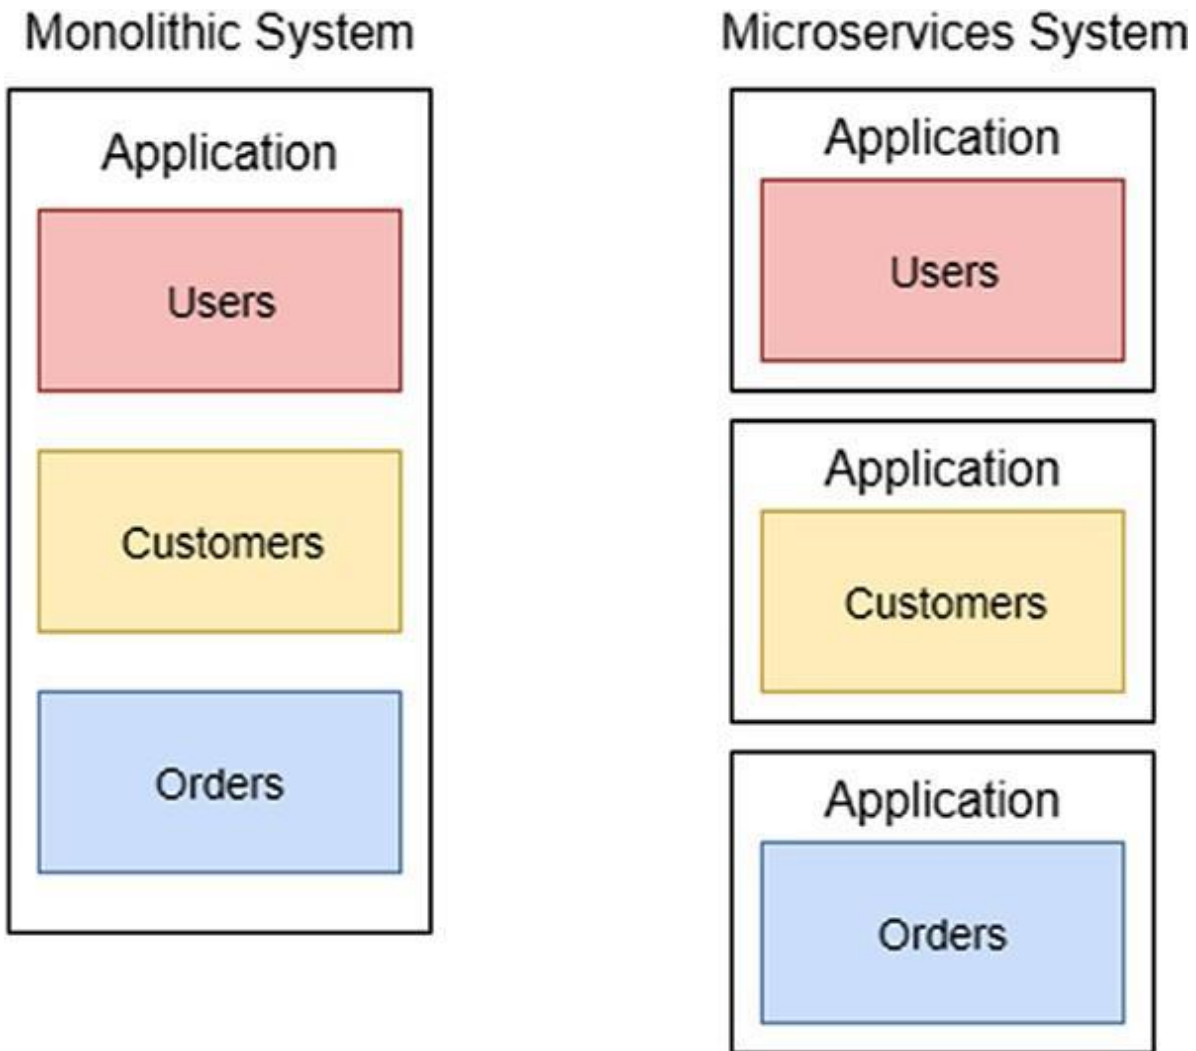 Monolithic System
Application
Users
Customers
Orders
Microservices System
Application
Users
Application
Customers
Application
Orders